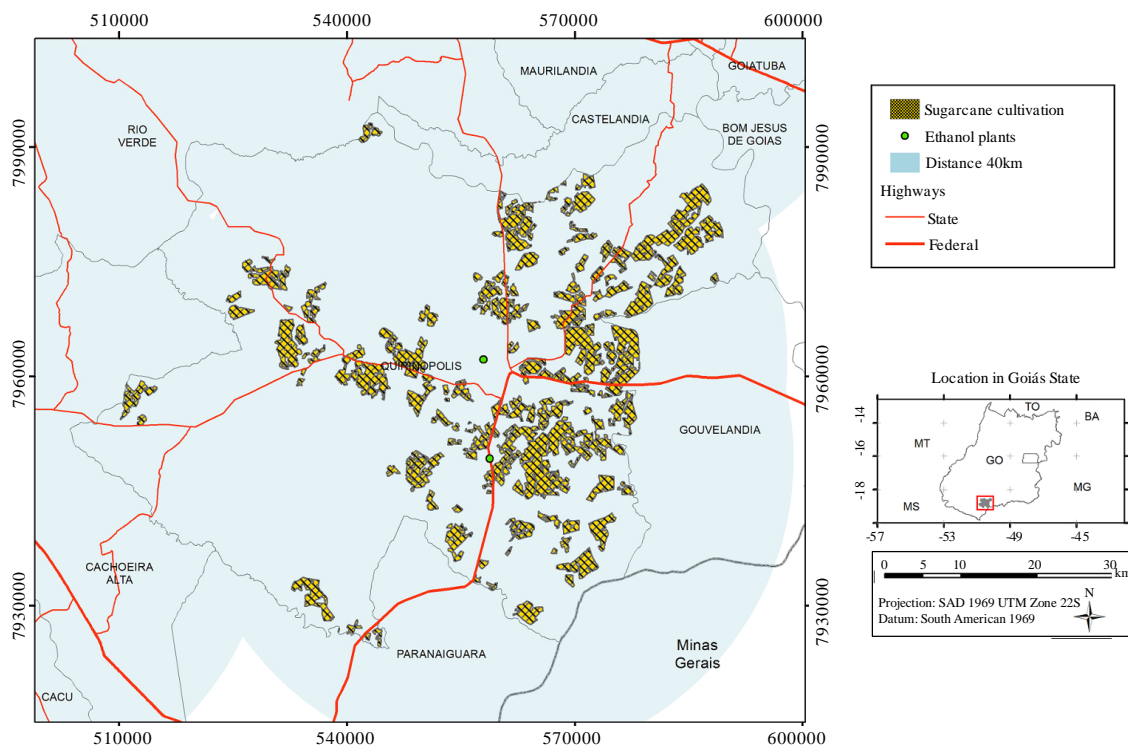 510000
540000
570000
600000
MAURILANDIA
GOIATUBA
CASTELANDIA
RIO
VERDE
BOM JESUS
DE GOIAS
7990000
7990000
QUIRINOPOLIS
7960000
7960000
GOUVELANDIA
CACHOEIRA
ALTA
7930000
7930000
PARANAIGUARA
Minas
Gerais
CACU
510000
540000
570000
600000
Sugarcane cultivation
Ethanol plants
Distance 40km
Highways
State
Federal
Location in Goiás State
TO
BA
MT
GO
MG
MS
-14
-16
-18
-57
-53
-49
-45
0 5 10 20 30
km
Projection: SAD 1969 UTM Zone 22S
Datum: South American 1969
N